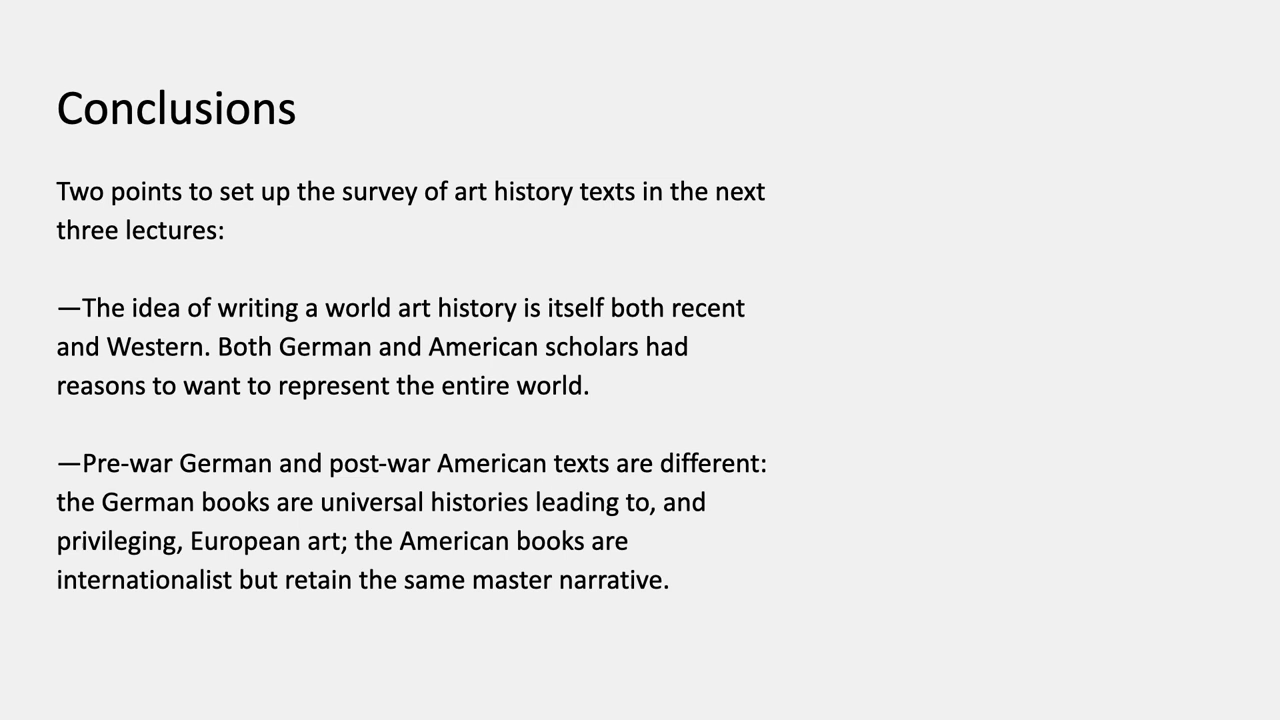 Conclusions
Two points to set up the survey of art history texts in the next
three lectures:
—The idea of writing a world art history is itself both recent
and Western. Both German and American scholars had
reasons to want to represent the entire world.
—Pre-war German and post-war American texts are different:
the German books are universal histories leading to, and
privileging, European art; the American books are
internationalist but retain the same master narrative.